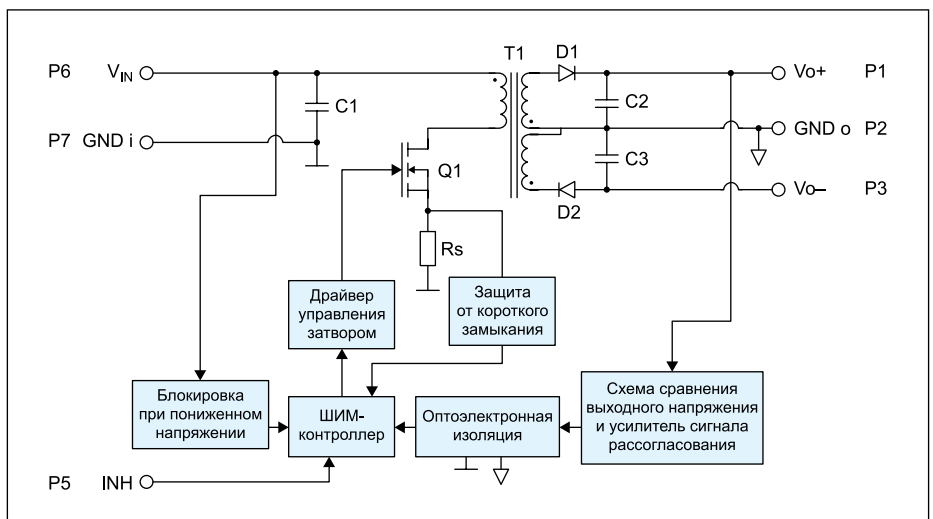 T1
D1
P6 V_IN
Vo+ P1
C1
C2
P7 GND i
GND o P2
Q1
C3
D2
Vo– P3
Rs
Драйвер
управления
затвором
Защита
от короткого
замыкания
Блокировка
при пониженном
напряжении
ШИМ-
контроллер
Оптоэлектронная
изоляция
Схема сравнения
выходного напряжения
и усилитель сигнала
рассогласования
P5 INH